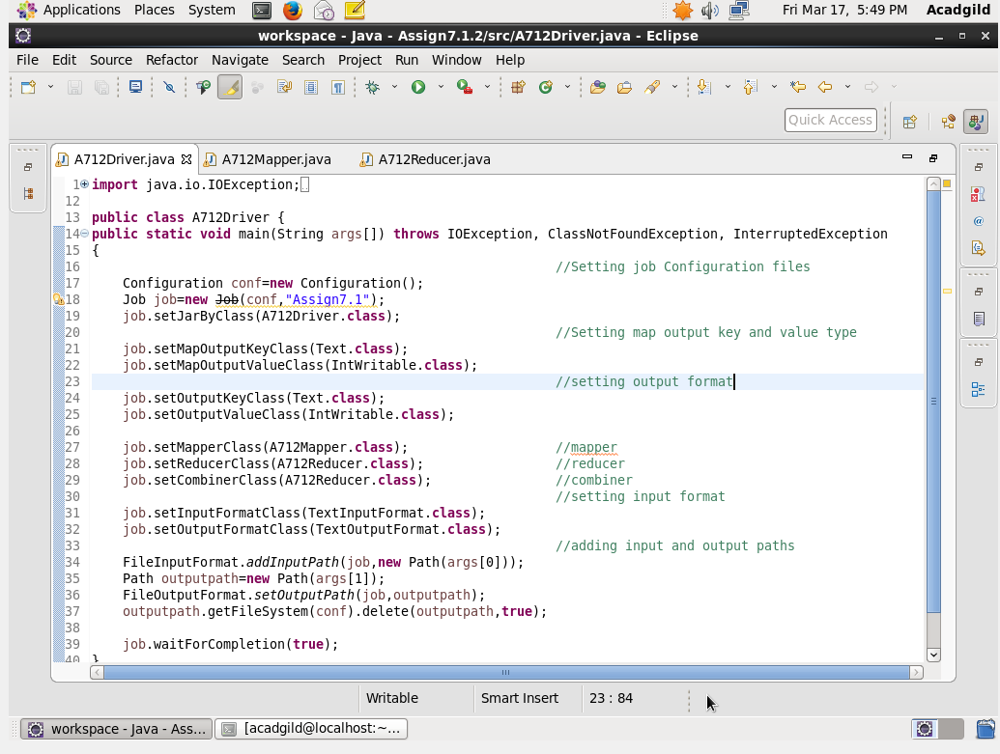 Applications Places System Fri Mar 17, 5:49 PM Acadgild
workspace - Java - Assign7.1.2/src/A712Driver.java - Eclipse
File Edit Source Refactor Navigate Search Project Run Window Help
Quick Access
A712Driver.java A712Mapper.java A712Reducer.java
1 import java.io.IOException;
12
13 public class A712Driver {
14 public static void main(String args[]) throws IOException, ClassNotFoundException, InterruptedException
15 {
16 //Setting job Configuration files
17 Configuration conf=new Configuration();
18 Job job=new Job(conf,"Assign7.1");
19 job.setJarByClass(A712Driver.class);
20 //Setting map output key and value type
21 job.setMapOutputKeyClass(Text.class);
22 job.setMapOutputValueClass(IntWritable.class);
23 //setting output format
24 job.setOutputKeyClass(Text.class);
25 job.setOutputValueClass(IntWritable.class);
26
27 job.setMapperClass(A712Mapper.class); //mapper
28 job.setReducerClass(A712Reducer.class); //reducer
29 job.setCombinerClass(A712Reducer.class); //combiner
30 //setting input format
31 job.setInputFormatClass(TextInputFormat.class);
32 job.setOutputFormatClass(TextOutputFormat.class);
33 //adding input and output paths
34 FileInputFormat.addInputPath(job,new Path(args[0]));
35 Path outputpath=new Path(args[1]);
36 FileOutputFormat.setOutputPath(job,outputpath);
37 outputpath.getFileSystem(conf).delete(outputpath,true);
38
39 job.waitForCompletion(true);
40 }
Writable Smart Insert 23 : 84
workspace - Java - Ass... [acadgild@localhost:~...